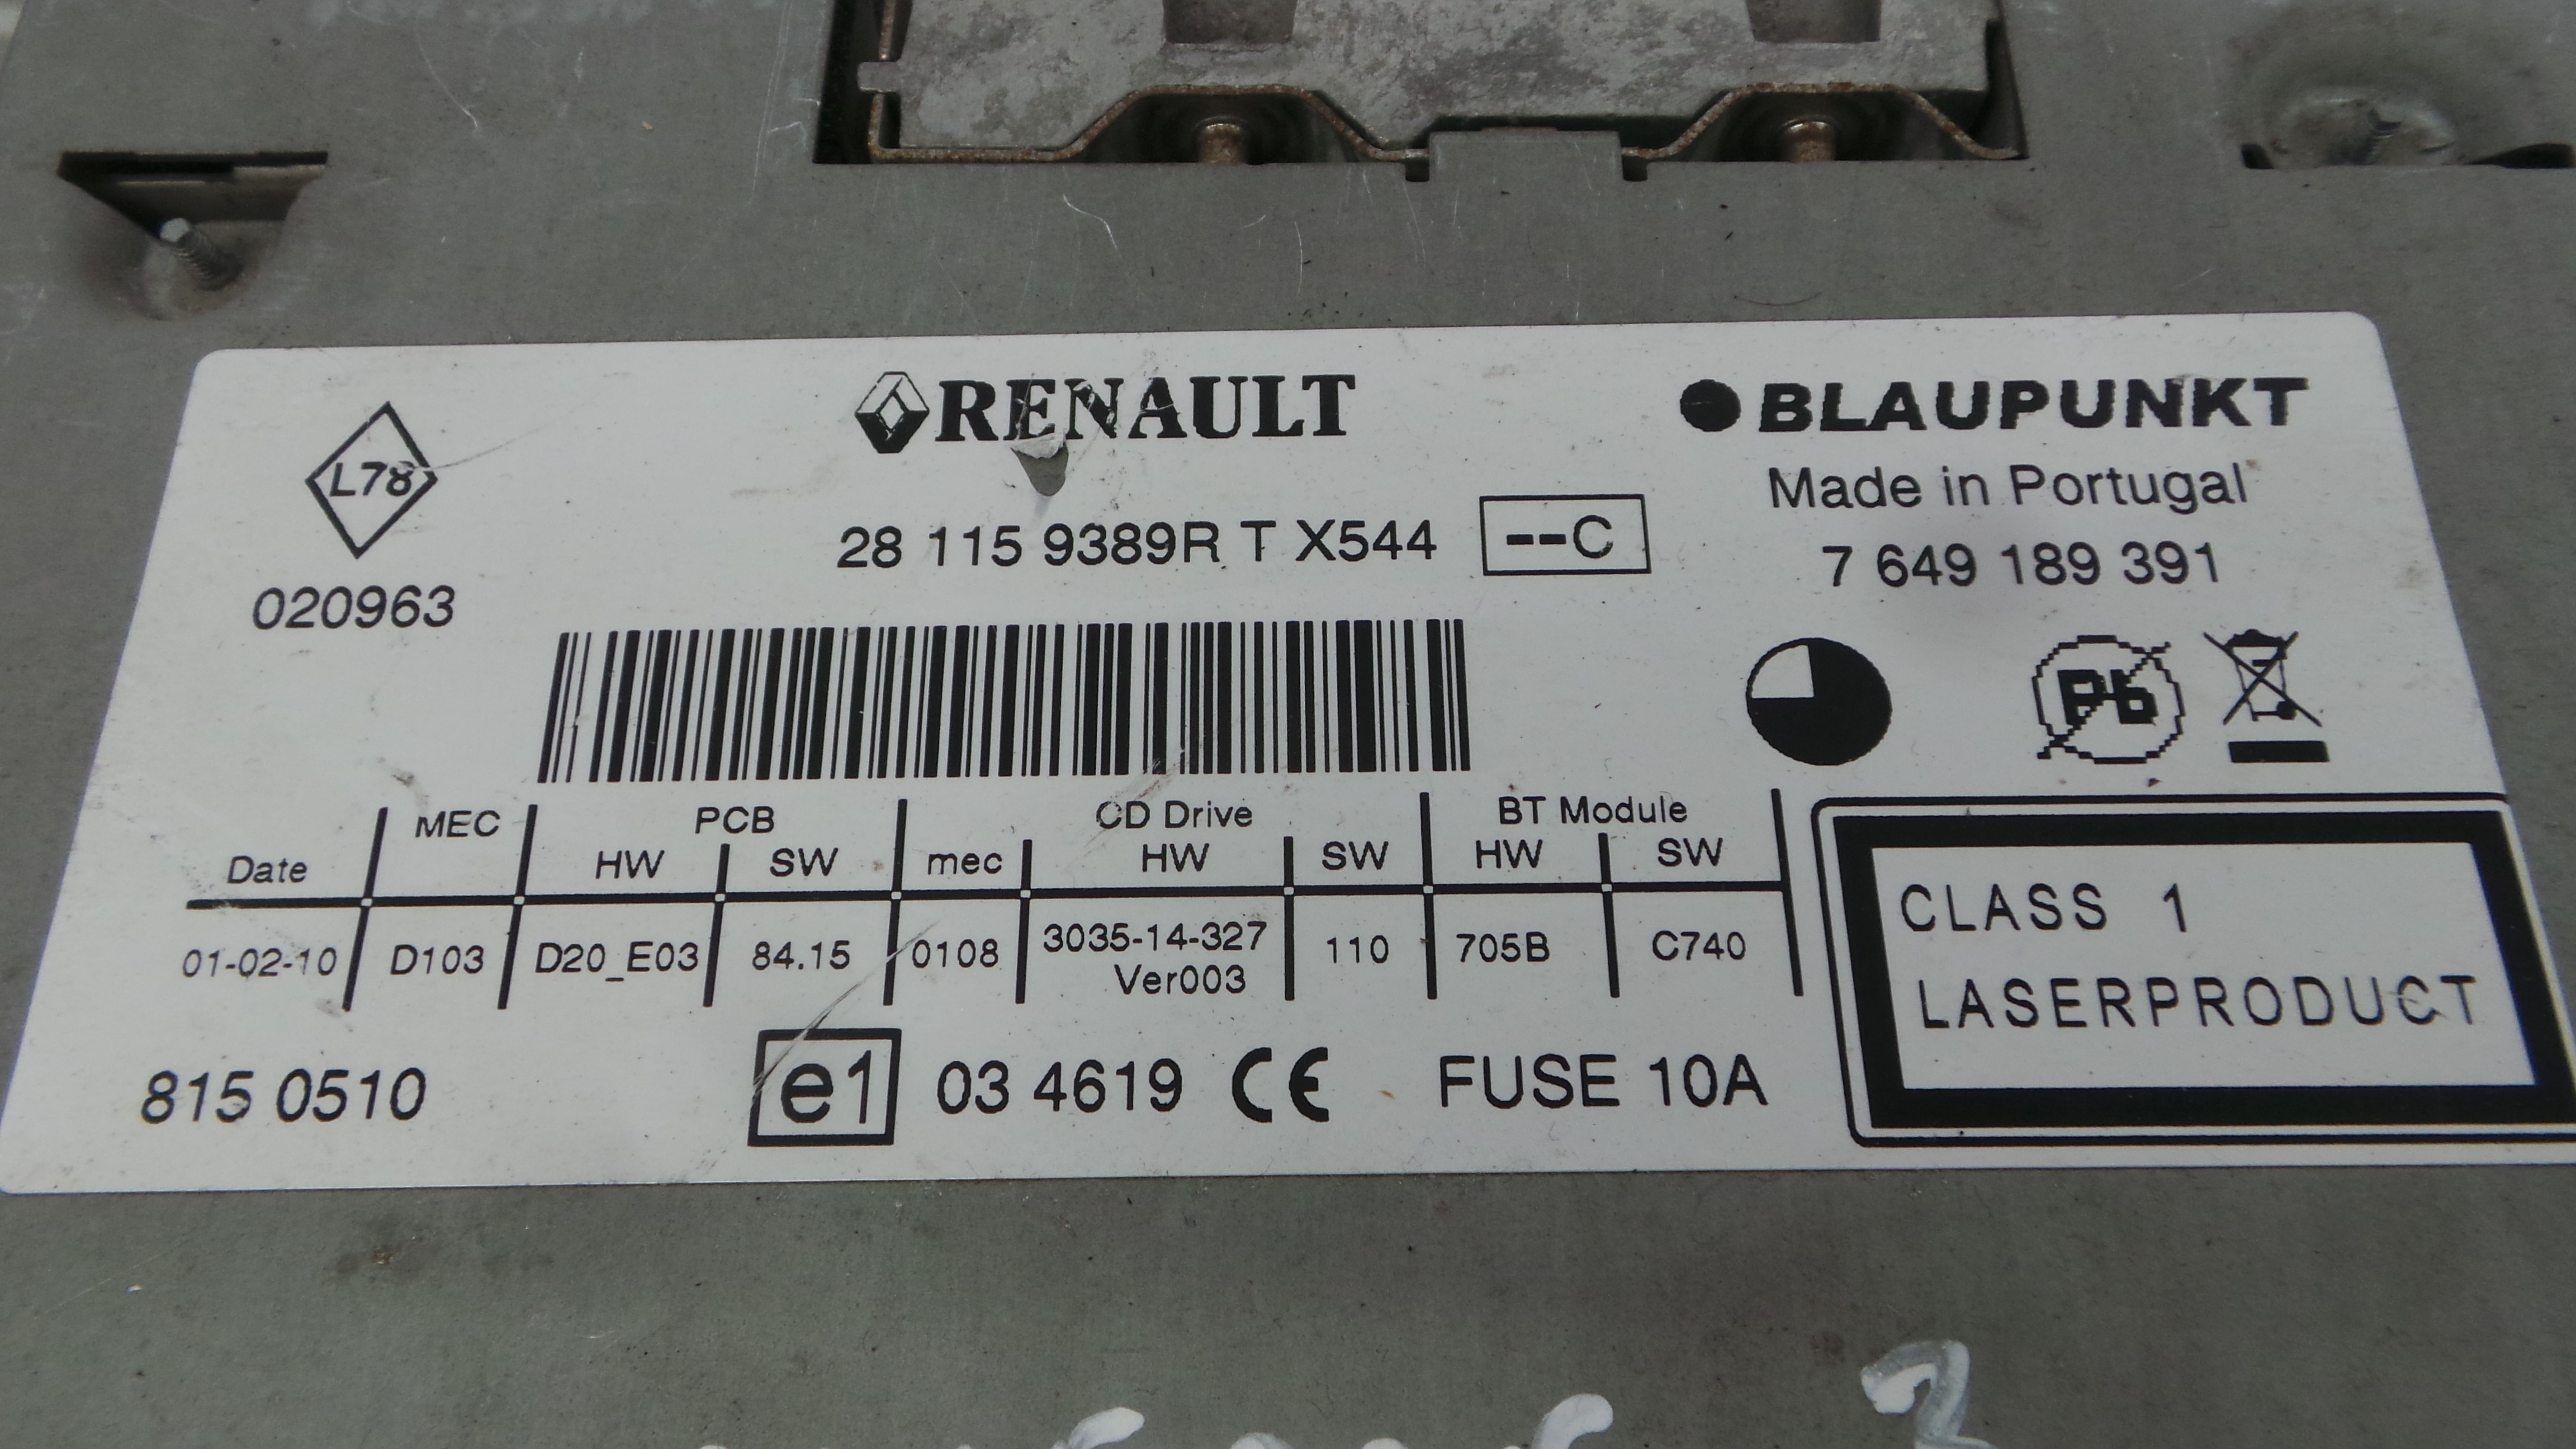 L78
020963
RENAULT
28 115 9389R T X544 --C
BLAUPUNKT
Made in Portugal
7 649 189 391
Pb
Date MEC PCB CD Drive BT Module
HW SW mec HW SW HW SW
01-02-10 D103 D20_E03 84.15 0108 3035-14-327 110 705B C740
Ver003
815 0510 e1 03 4619 CE FUSE 10A
CLASS 1
LASERPRODUCT